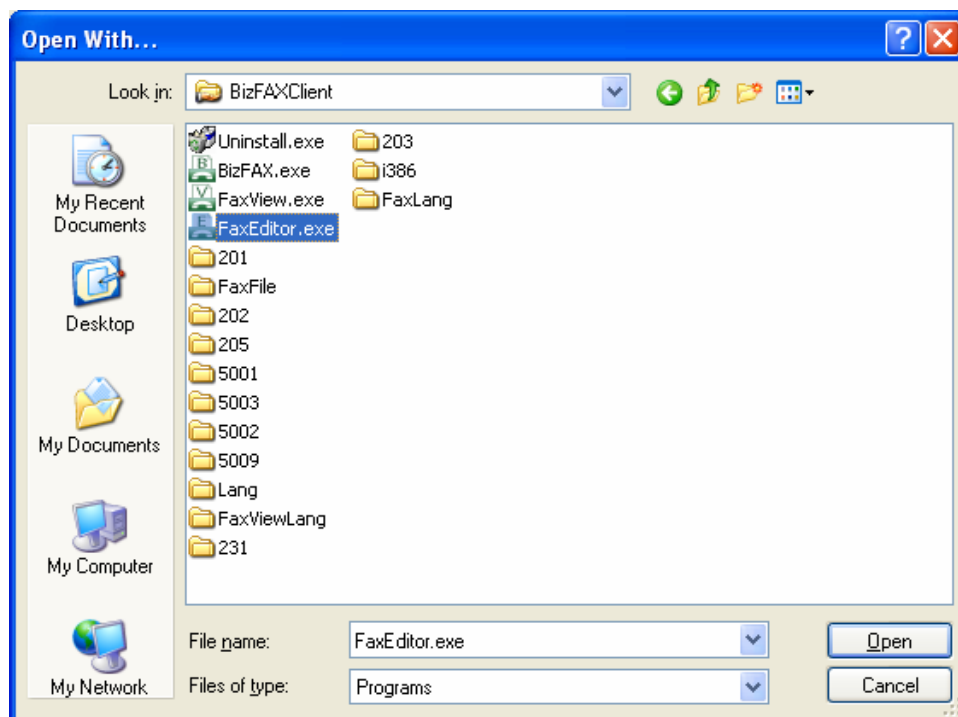 Open With...
Look in:
BizFAXClient
My Recent
Documents
Desktop
My Documents
My Computer
My Network
Uninstall.exe
BizFAX.exe
FaxView.exe
FaxEditor.exe
201
FaxFile
202
205
5001
5003
5002
5009
Lang
FaxViewLang
231
203
i386
FaxLang
File name:
FaxEditor.exe
Open
Files of type:
Programs
Cancel